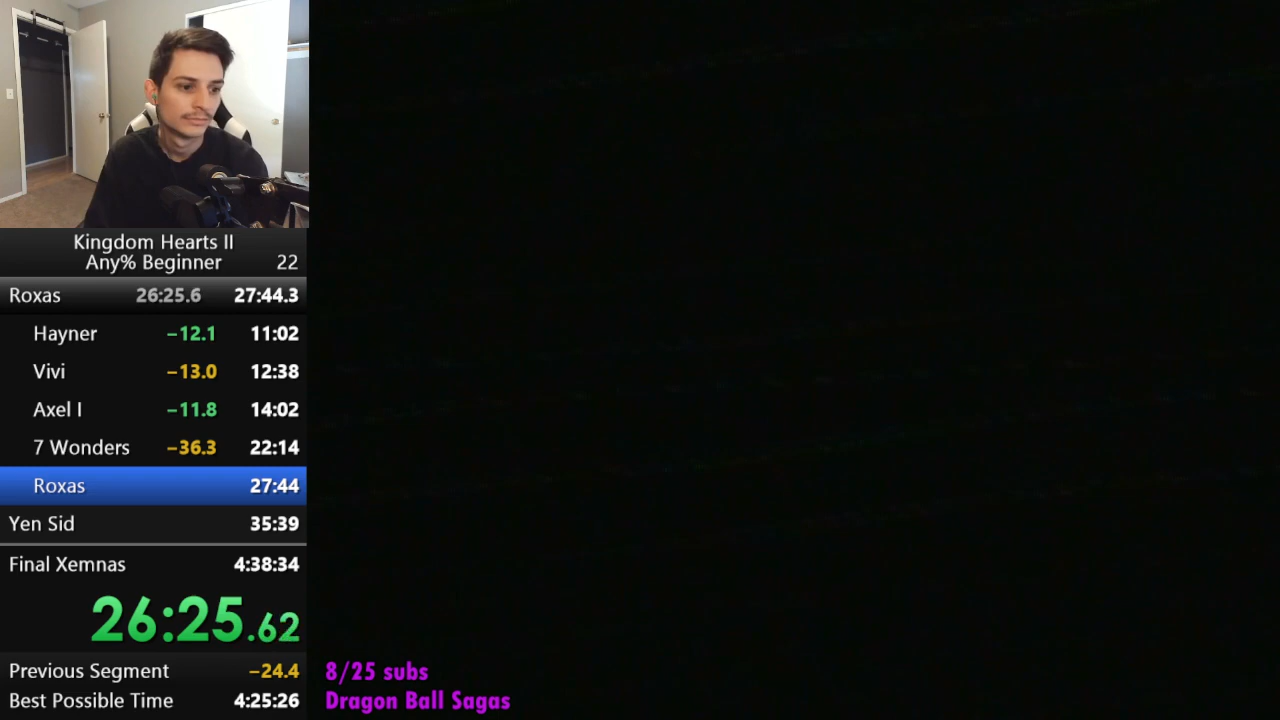 Kingdom Hearts II
Any% Beginner 22
Roxas 26:25.6 27:44.3
Hayner -12.1 11:02
Vivi -13.0 12:38
Axel I -11.8 14:02
7 Wonders -36.3 22:14
Roxas 27:44
Yen Sid 35:39
Final Xemnas 4:38:34
26:25.62
Previous Segment -24.4
Best Possible Time 4:25:26
8/25 subs
Dragon Ball Sagas